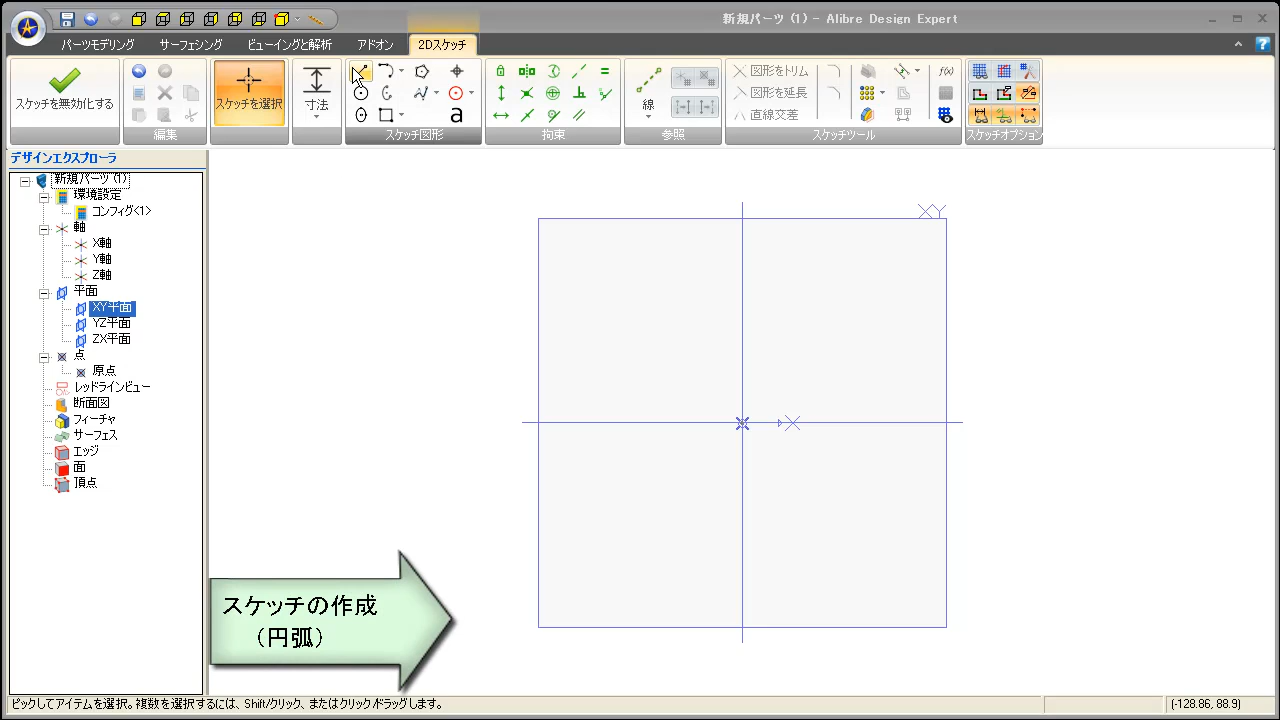 新規パーツ (1) - Alibre Design Expert
パーツモデリング サーフェシング ビューイングと解析 アドオン 2Dスケッチ
スケッチを無効化する
編集
スケッチを選択
寸法
a
スケッチ図形
拘束
線
参照
図形をトリム
図形を延長
直線交差
f(x)
スケッチツール
スケッチオプション
デザインエクスプローラ
新規パーツ (1)
環境設定
コンフィグ<1>
軸
X軸
Y軸
Z軸
平面
XY平面
YZ平面
ZX平面
点
原点
レッドラインビュー
断面図
フィーチャ
サーフェス
エッジ
面
頂点
XY
X
スケッチの作成
（円弧）
ピックしてアイテムを選択。複数を選択するには、Shift/クリック、またはクリック/ドラッグします。
(-128.86, 88.9)